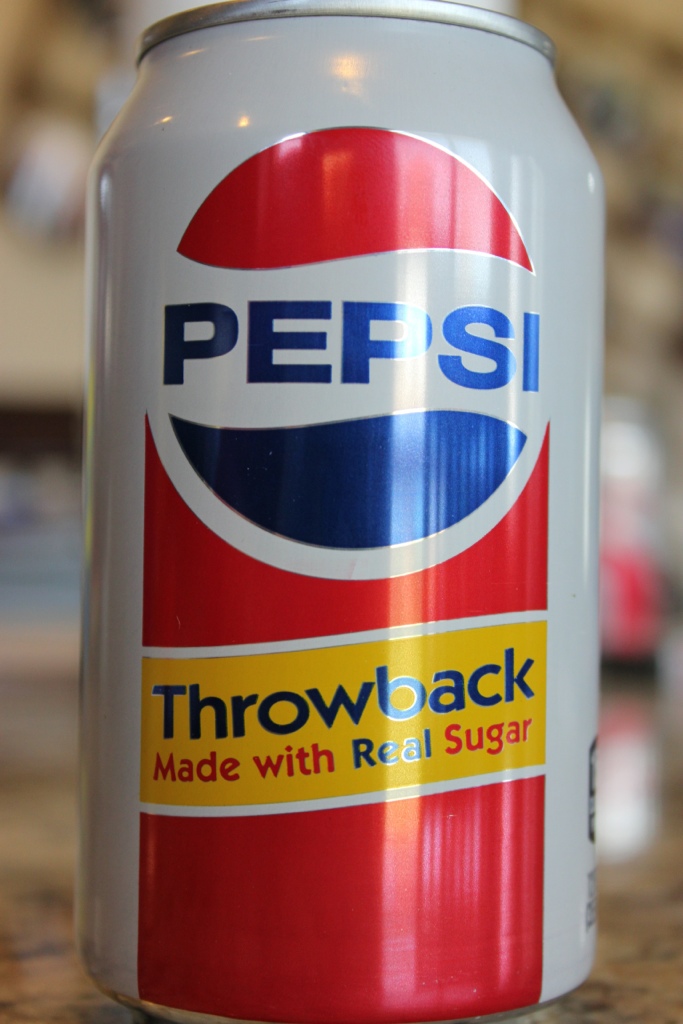 PEPSI
Throwback
Made with Real Sugar